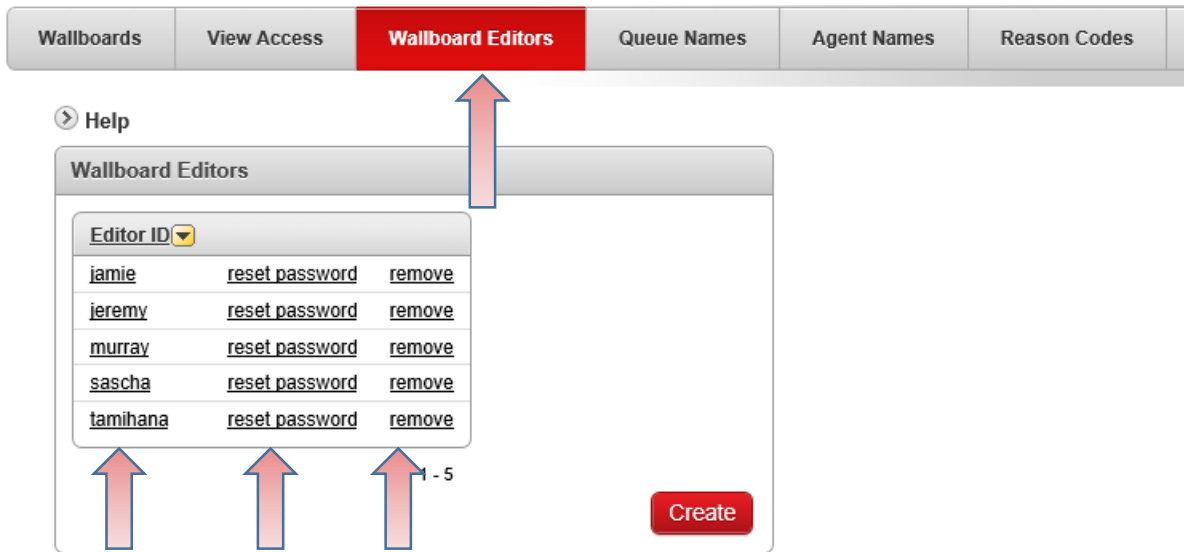 Wallboards View Access Wallboard Editors Queue Names Agent Names Reason Codes
Help
Wallboard Editors
Editor ID
jamie reset password remove
jeremy reset password remove
murray reset password remove
sascha reset password remove
tamihana reset password remove
1 - 5
Create